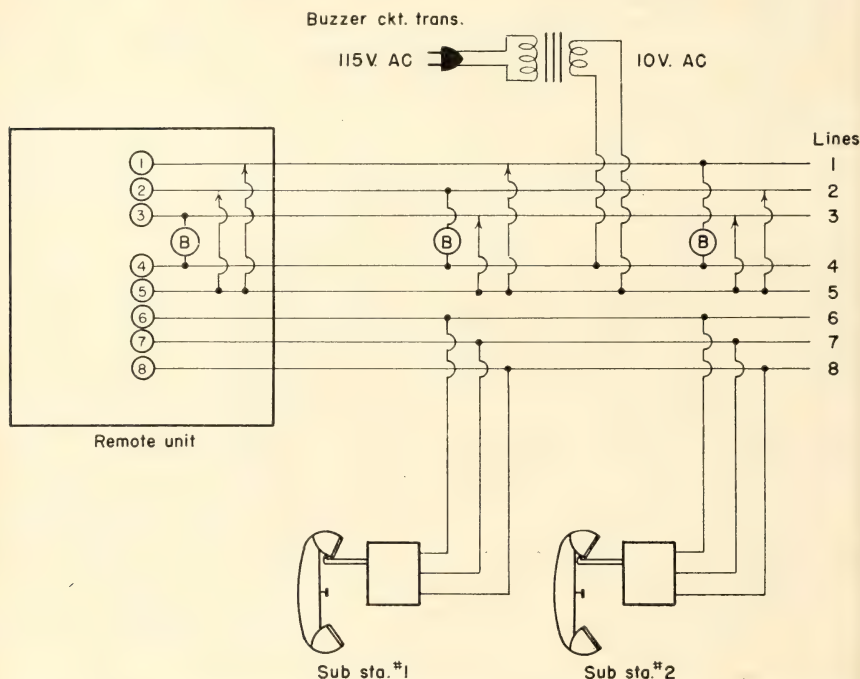 Buzzer ckt. trans.
115V. AC
10V. AC
Lines
1
2
3
4
5
6
7
8
1
2
3
4
5
6
7
8
B
B
B
Remote unit
Sub sta.#1
Sub sta.#2